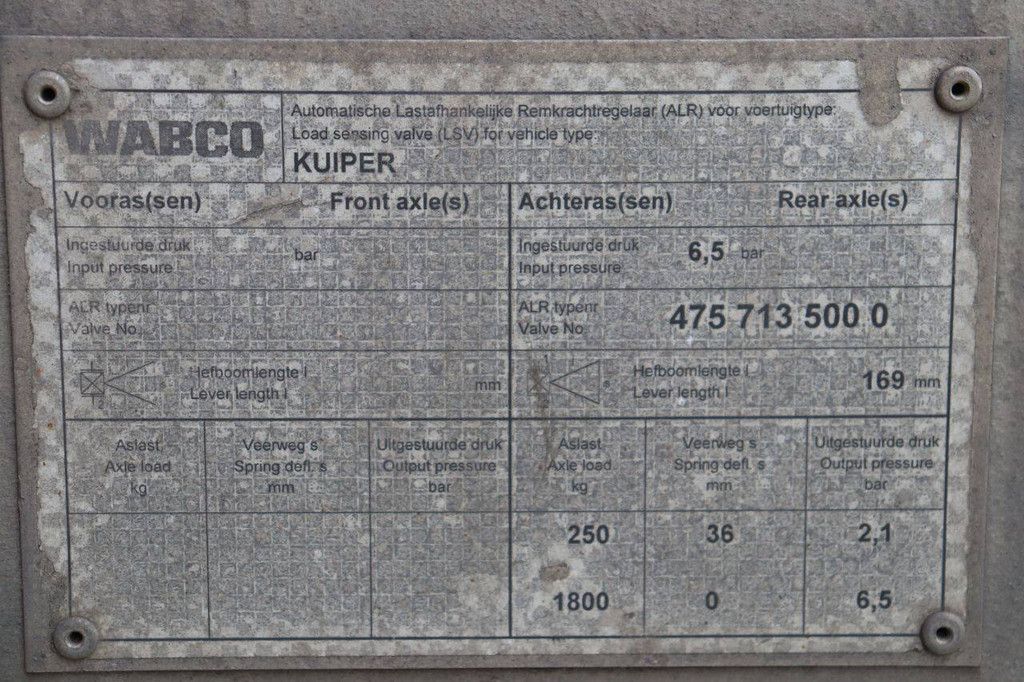 WABCO
Automatische Lastafhankelijke Remkrachtregelaar (ALR) voor voertuigtype:
Load sensing valve (LSV) for vehicle type:
KUIPER
Vooras(sen) Front axle(s)
Ingestuurde druk
Input pressure
bar
ALR typenr
Valve No.
Hefboomlengte l
Lever length l
mm
Aslast
Axle load
kg
Veerweg s
Spring defl. s
mm
Uitgestuurde druk
Output pressure
bar
Achteras(sen) Rear axle(s)
Ingestuurde druk
Input pressure
6,5 bar
ALR typenr
Valve No
475 713 500 0
Hefboomlengte l
Lever length l
169 mm
Aslast
Axle load
kg
Veerweg s
Spring defl. s
mm
Uitgestuurde druk
Output pressure
bar
250 36 2,1
1800 0 6,5